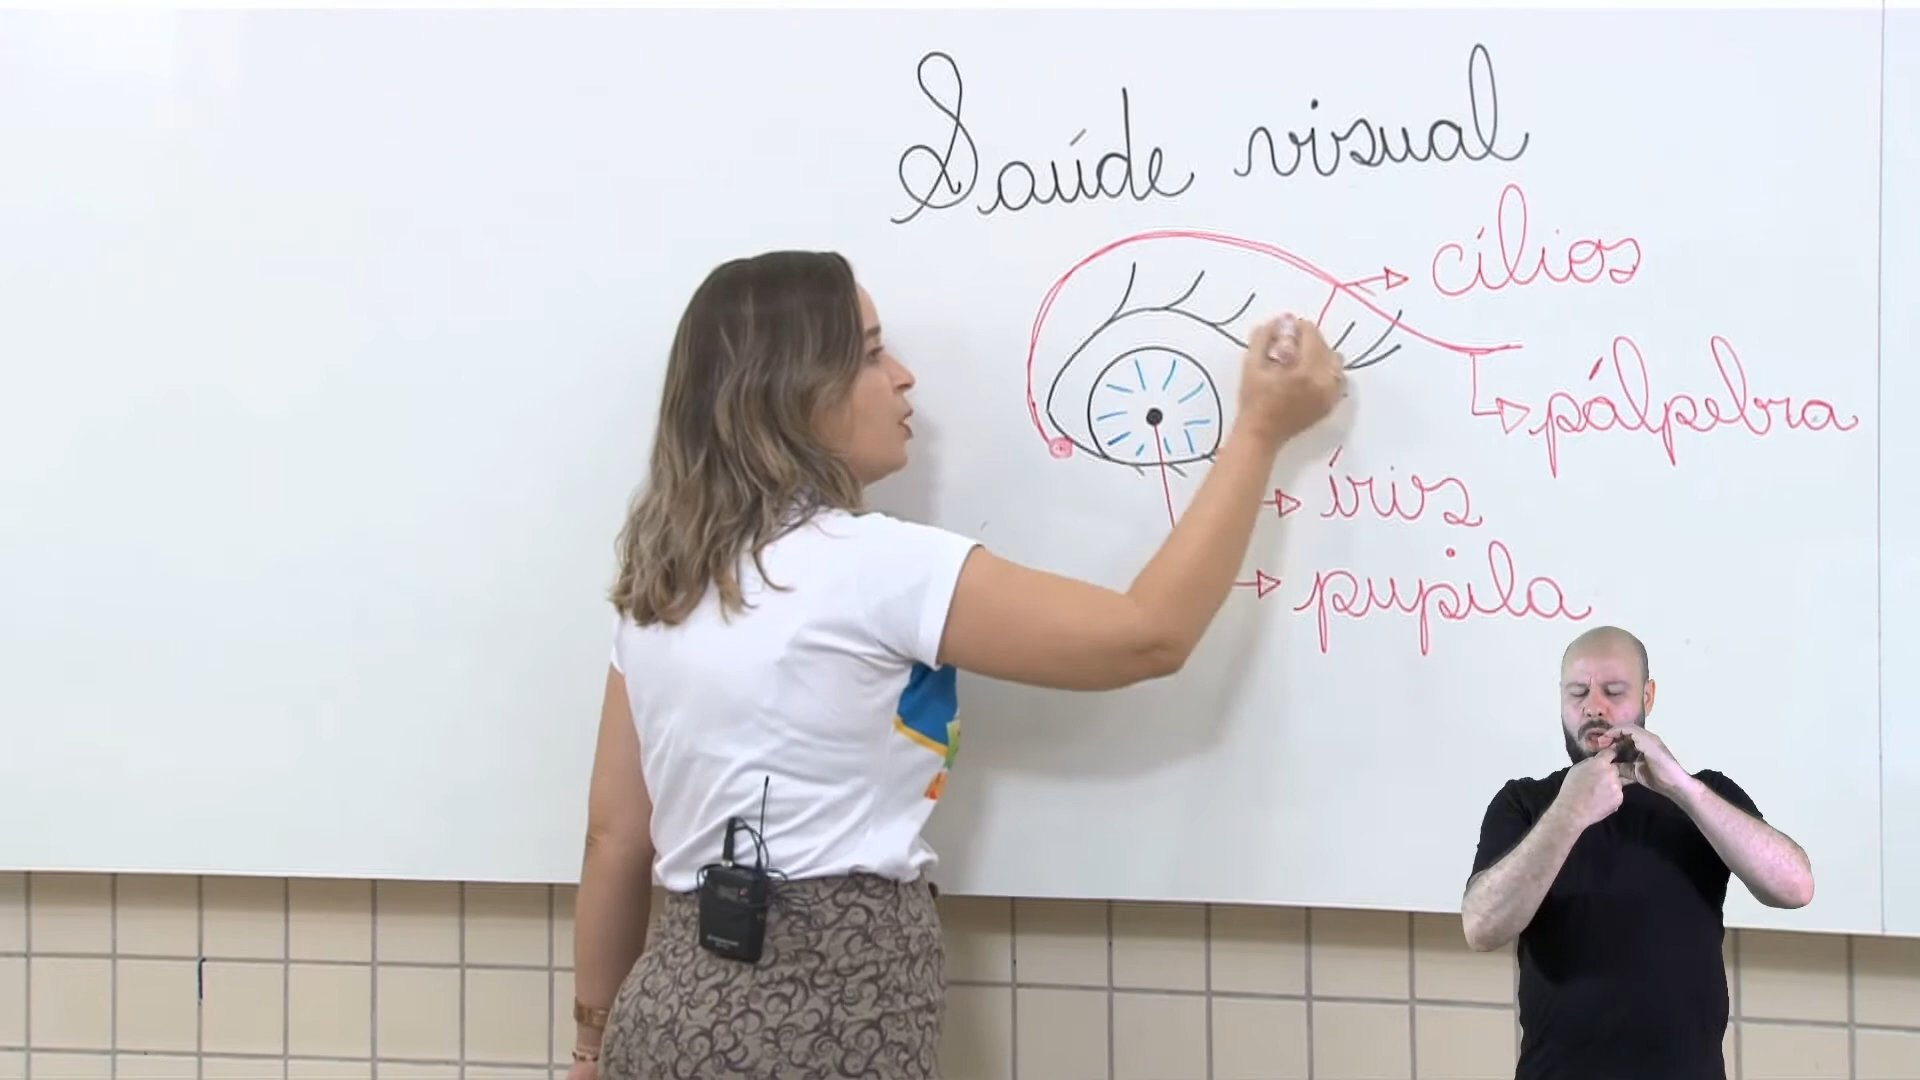 Saúde visual
cílios
pálpebra
íris
pupila